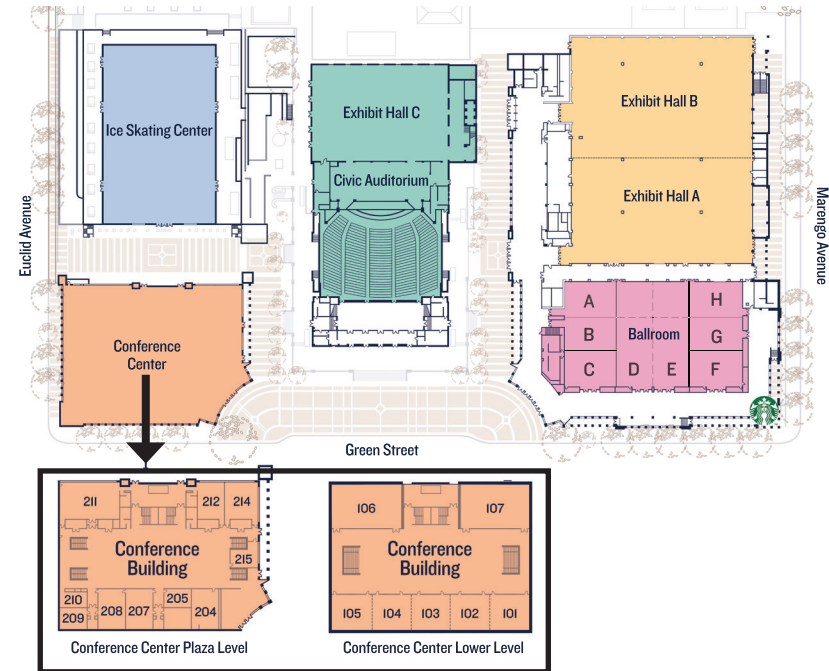 Ice Skating Center
Exhibit Hall C
Civic Auditorium
Exhibit Hall B
Exhibit Hall A
Euclid Avenue
Marengo Avenue
Conference
Center
A
H
B
Ballroom
G
C
D
E
F
Green Street
211
212
214
Conference
Building
215
210
209
208
207
205
204
Conference Center Plaza Level
106
107
Conference
Building
105
104
103
102
101
Conference Center Lower Level